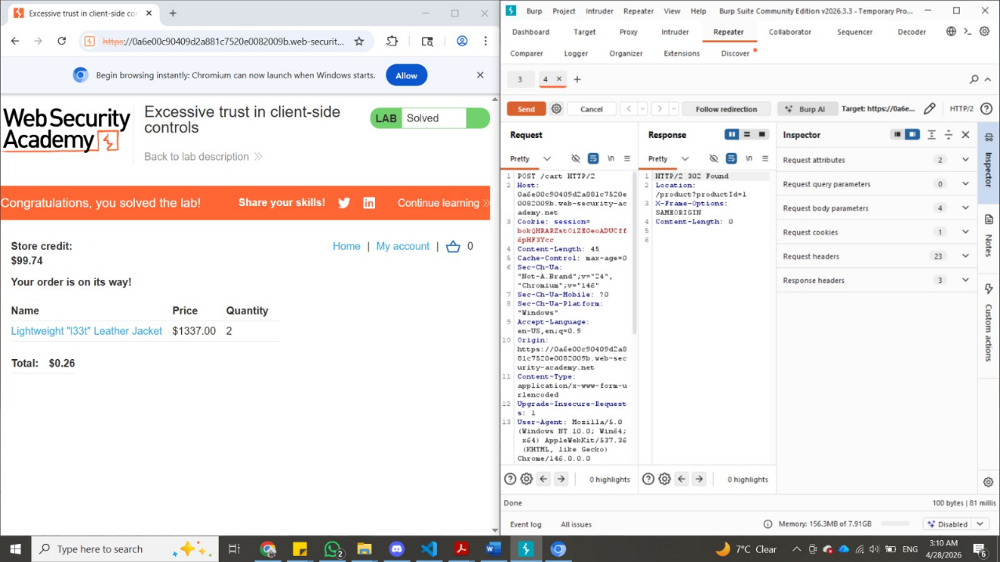 Excessive trust in client-side co
https://0a6e00c90409d2a881c7520e0082009b.web-securit...
Begin browsing instantly: Chromium can now launch when Windows starts.
Allow
Web Security
Academy
Excessive trust in client-side
controls
Back to lab description
LAB
Solved
Congratulations, you solved the lab!
Share your skills!
Continue learning
Store credit:
$99.74
Home | My account | 0
Your order is on its way!
Name Price Quantity
Lightweight "l33t" Leather Jacket $1337.00 2
Total: $0.26
Burp Project Intruder Repeater View Help Burp Suite Community Edition v2026.3.3 - Temporary Pro...
Dashboard Target Proxy Intruder Repeater Collaborator Sequencer Decoder
Comparer Logger Organizer Extensions Discover
3 4
Send Cancel Follow redirection Burp AI Target: https://0a6e... HTTP/2
Request
Pretty
\n
1 POST /cart HTTP/2
2 Host:
0a6e00c90409d2a881c7520e
0082009b.web-security-ac
ademy.net
3 Cookie: session=
4 Content-Length: 45
5 Cache-Control: max-age=0
6 Sec-Ch-Ua:
"Not-A.Brand";v="24",
"Chromium";v="146"
7 Sec-Ch-Ua-Mobile: ?0
8 Sec-Ch-Ua-Platform:
"Windows"
9 Accept-Language:
en-US,en;q=0.9
10 Origin:
https://0a6e00c90409d2a8
81c7520e0082009b.web-sec
urity-academy.net
11 Content-Type:
application/x-www-form-u
rlencoded
12 Upgrade-Insecure-Request
s: 1
13 User-Agent: Mozilla/5.0
(Windows NT 10.0; Win64;
x64) AppleWebKit/537.36
(KHTML, like Gecko)
Chrome/146.0.0.0
0 highlights
Response
Pretty
\n
1 HTTP/2 302 Found
2 Location:
/product?productId=1
3 X-Frame-Options:
SAMEORIGIN
4 Content-Length: 0
5
6
0 highlights
Inspector
Request attributes 2
Request query parameters 0
Request body parameters 4
Request cookies 1
Request headers 23
Response headers 3
Inspector
Notes
Custom actions
Done
100 bytes | 81 millis
Event log All issues
Memory: 156.3MB of 7.91GB
Disabled
Type here to search
2
7°C Clear
ENG
3:10 AM
4/28/2026
6